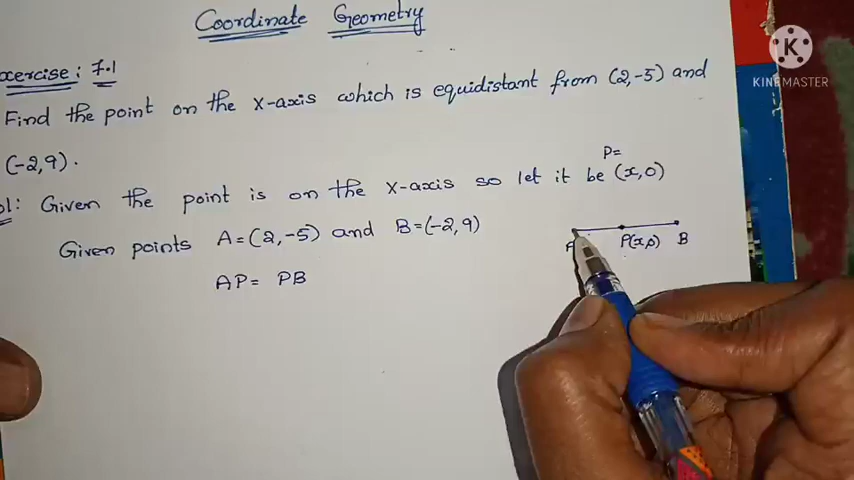 Coordinate Geometry
xercise: 7.1
Find the point on the X-axis which is equidistant from (2,-5) and
(-2,9).
P=
ol: Given the point is on the X-axis so let it be (x,0)
Given points A=(2,-5) and B=(-2,9)
P(x,0) B
AP= PB
K
KINEMASTER